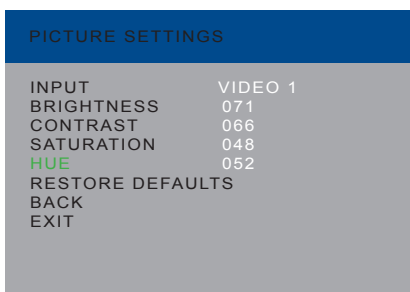 PICTURE SETTINGS
INPUT VIDEO 1
BRIGHTNESS 071
CONTRAST 066
SATURATION 048
HUE 052
RESTORE DEFAULTS
BACK
EXIT